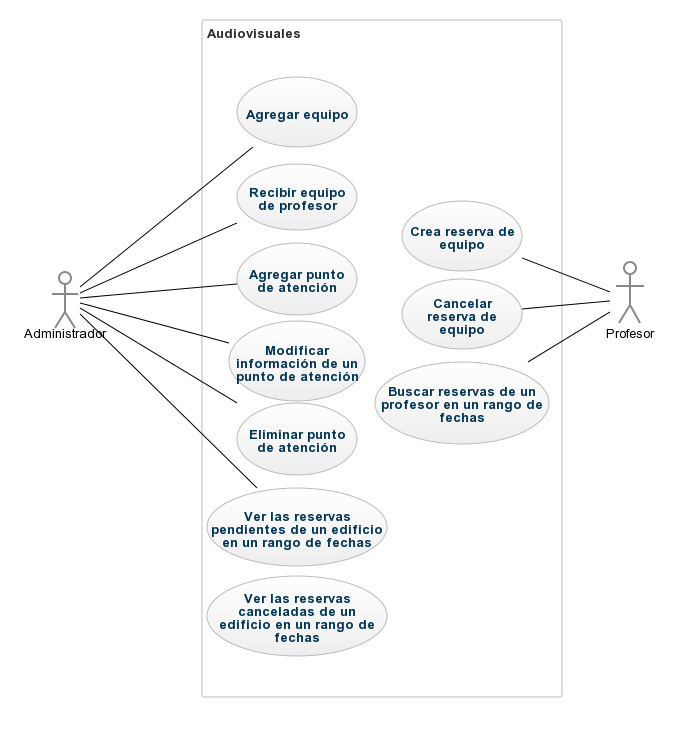 Audiovisuales
Agregar equipo
Recibir equipo
de profesor
Agregar punto
de atención
Modificar
información de un
punto de atención
Eliminar punto
de atención
Ver las reservas
pendientes de un edificio
en un rango de fechas
Ver las reservas
canceladas de un
edificio en un rango de
fechas
Crea reserva de
equipo
Cancelar
reserva de
equipo
Buscar reservas de un
profesor en un rango de
fechas
Administrador
Profesor